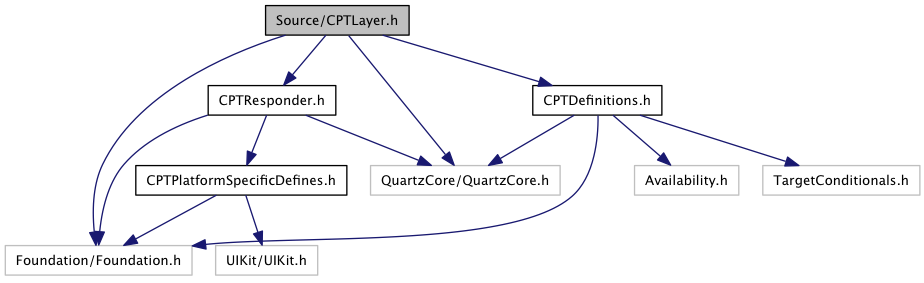 Source/CPTLayer.h
CPTResponder.h
CPTDefinitions.h
CPTPlatformSpecificDefines.h
QuartzCore/QuartzCore.h
Availability.h
TargetConditionals.h
Foundation/Foundation.h
UIKit/UIKit.h